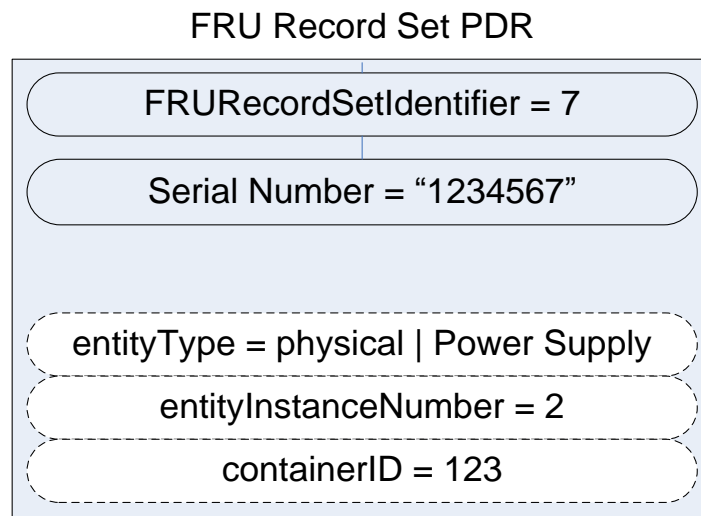 FRU Record Set PDR
FRURecordSetIdentifier = 7
Serial Number = “1234567”
entityType = physical | Power Supply
entityInstanceNumber = 2
containerID = 123